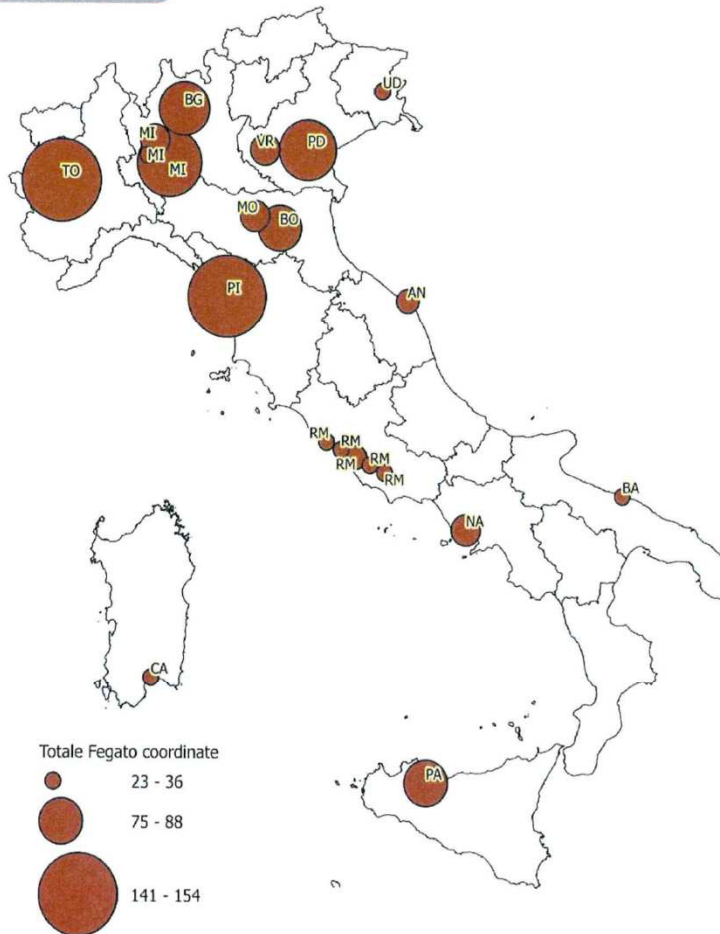 UD
BG
MI
VR
PD
MI
MI
TO
MO
BO
PI
AN
RM
RM
RM
RM
RM
BA
NA
CA
Totale Fegato coordinate
23 - 36
PA
75 - 88
141 - 154